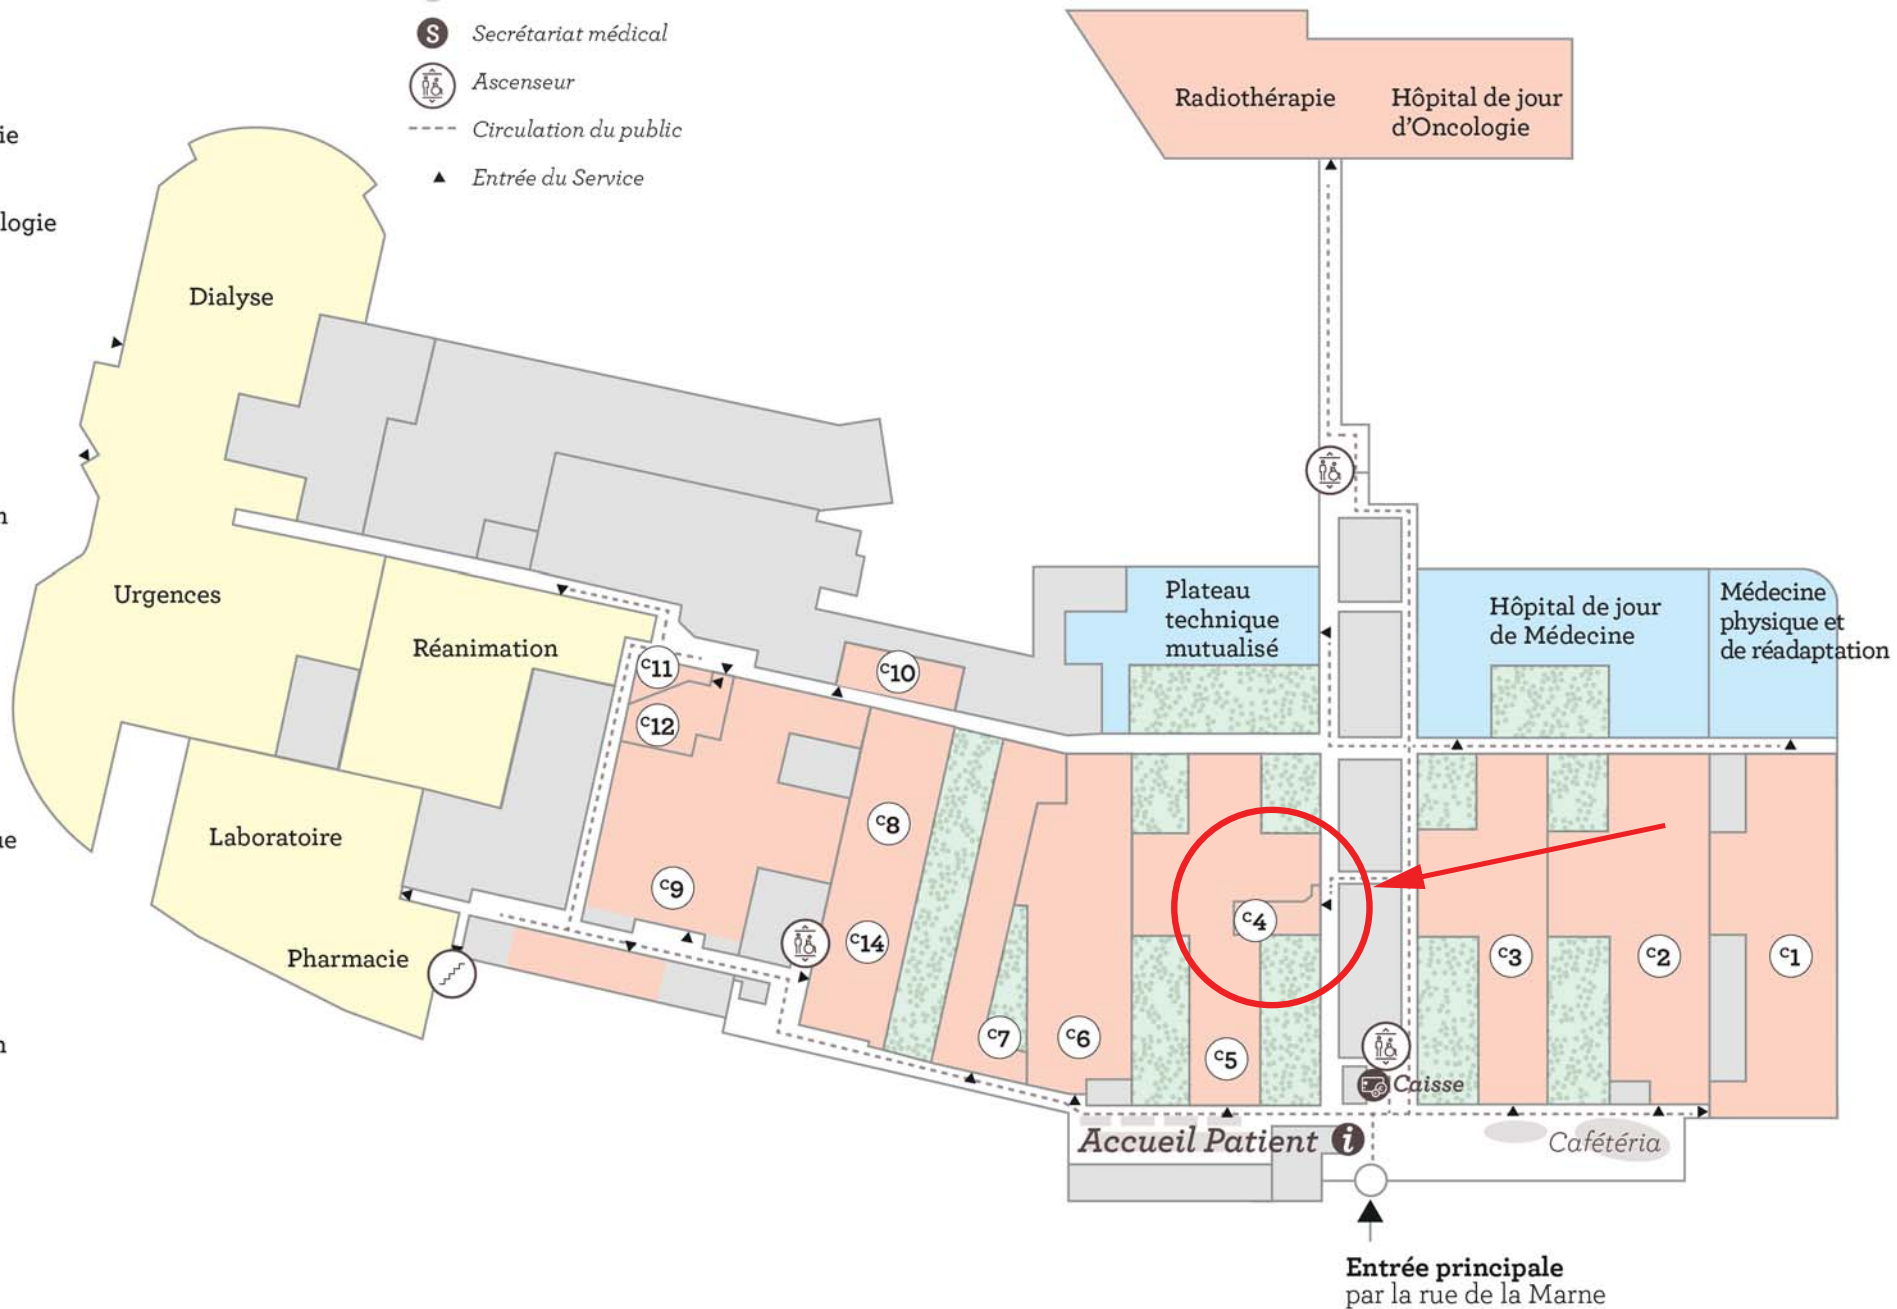 S Secrétariat médical
Ascenseur
Circulation du public
Entrée du Service
ie
logie
n
ue
n
Radiothérapie
Hôpital de jour
d'Oncologie
Dialyse
Urgences
Réanimation
Laboratoire
Pharmacie
Plateau
technique
mutualisé
Hôpital de jour
de Médecine
Médecine
physique et
de réadaptation
C11
C12
C10
C9
C8
C14
C7
C6
C5
C4
C3
C2
C1
Caisse
Accueil Patient i
Cafétéria
Entrée principale
par la rue de la Marne